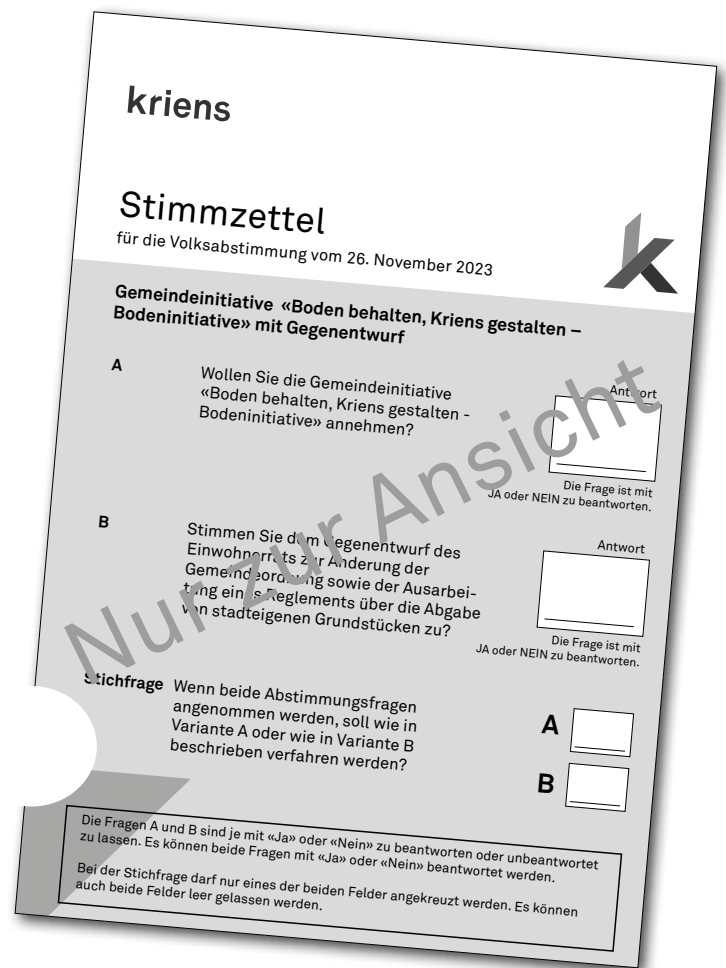 kriens
Stimmzettel
für die Volksabstimmung vom 26. November 2023
Gemeindeinitiative «Boden behalten, Kriens gestalten –
Bodeninitiative» mit Gegenentwurf
A
Wollen Sie die Gemeindeinitiative
«Boden behalten, Kriens gestalten -
Bodeninitiative» annehmen?
Antwort
Die Frage ist mit
JA oder NEIN zu beantworten.
B
Stimmen Sie dem Gegenentwurf des
Einwohnerrats zur Änderung der
Gemeindeordnung sowie der Ausarbei-
tung eines Reglements über die Abgabe
von stadteigenen Grundstücken zu?
Antwort
Die Frage ist mit
JA oder NEIN zu beantworten.
Stichfrage
Wenn beide Abstimmungsfragen
angenommen werden, soll wie in
Variante A oder wie in Variante B
beschrieben verfahren werden?
A
B
Die Fragen A und B sind je mit «Ja» oder «Nein» zu beantworten oder unbeantwortet
zu lassen. Es können beide Fragen mit «Ja» oder «Nein» beantwortet werden.
Bei der Stichfrage darf nur eines der beiden Felder angekreuzt werden. Es können
auch beide Felder leer gelassen werden.
Nur zur Ansicht